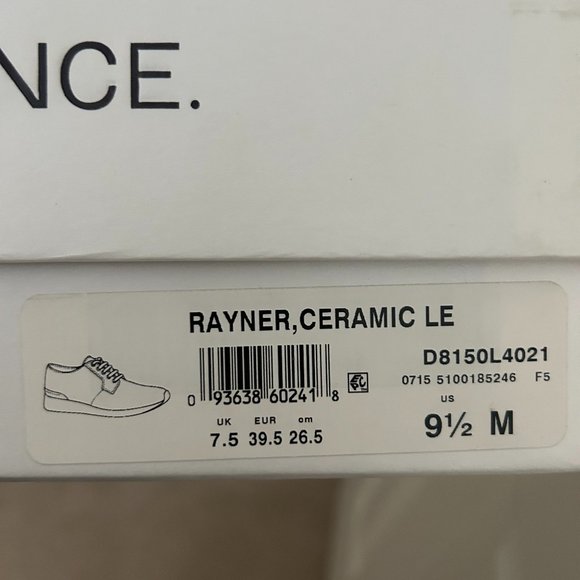 NCE.
RAYNER,CERAMIC LE
D8150L4021
0 93638 60241 8
0715 5100185246 F5
UK EUR cm
7.5 39.5 26.5
US
9½ M